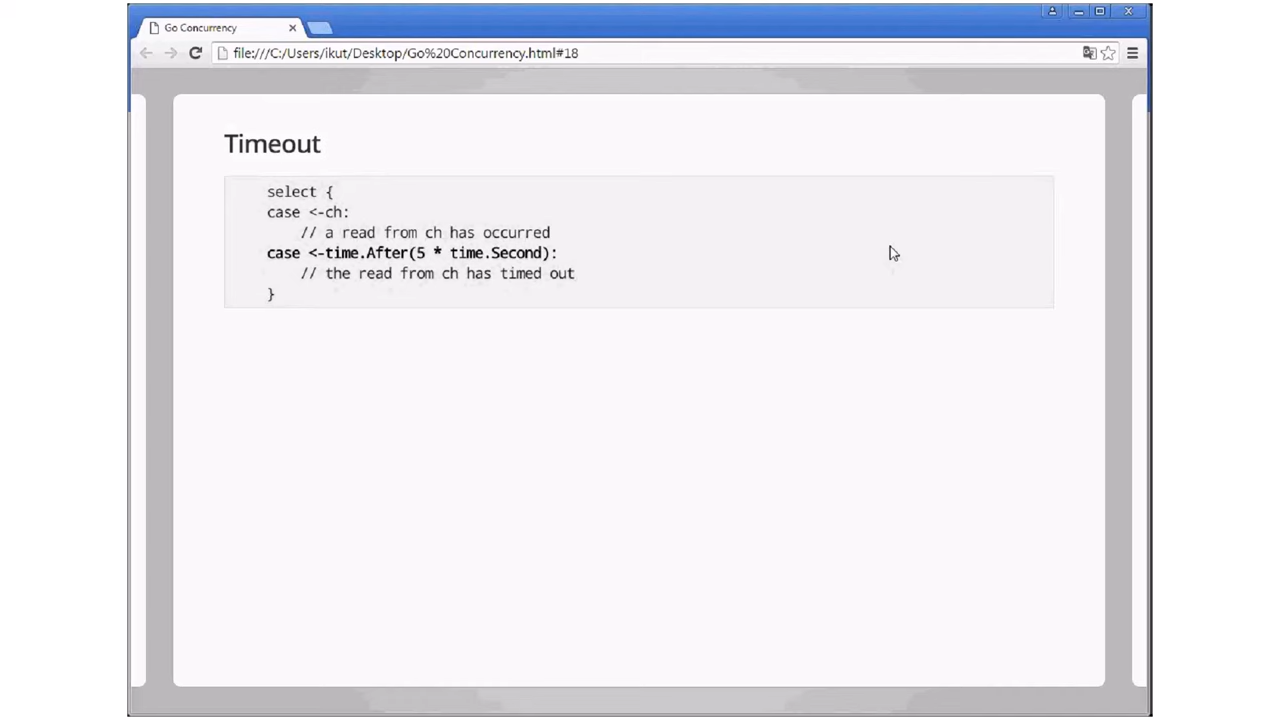 Go Concurrency
file:///C:/Users/ikut/Desktop/Go%20Concurrency.html#18
Timeout
select {
case <-ch:
// a read from ch has occurred
case <-time.After(5 * time.Second):
// the read from ch has timed out
}